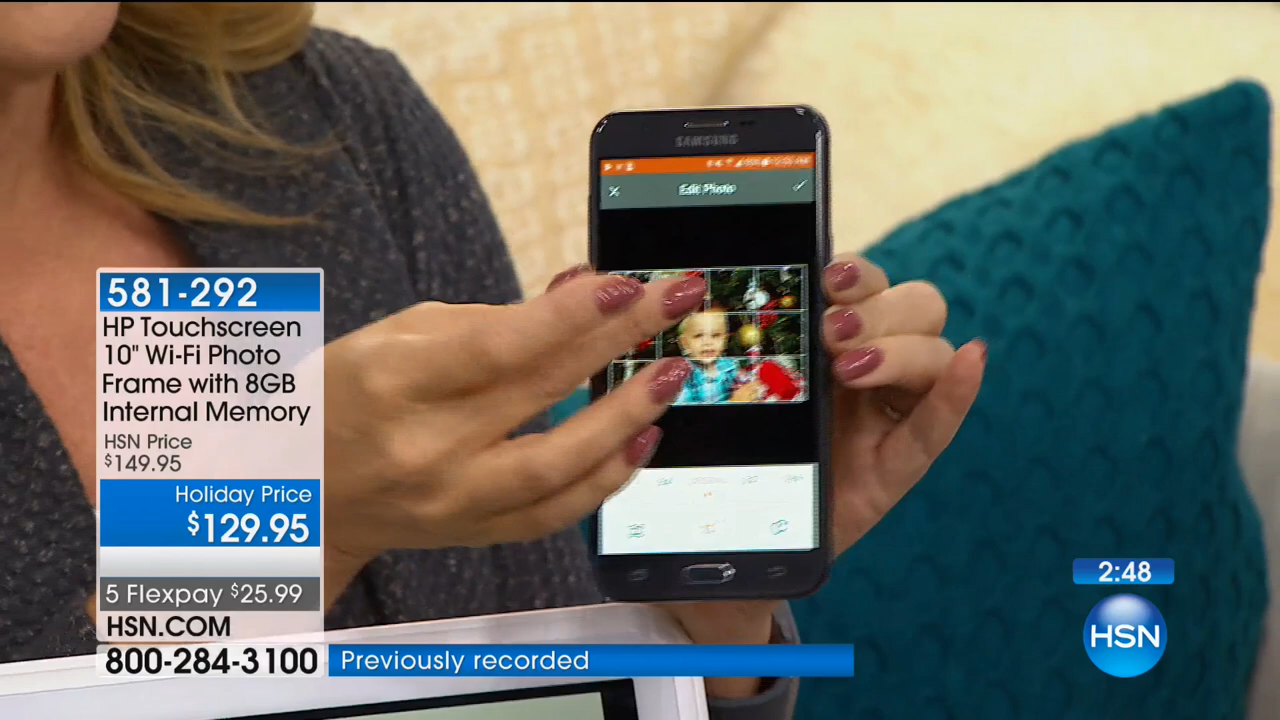 SAMSUNG
Edit Photo
581-292
HP Touchscreen
10" Wi-Fi Photo
Frame with 8GB
Internal Memory
HSN Price
$149.95
Holiday Price
$129.95
5 Flexpay $25.99
HSN.COM
800-284-3100
Previously recorded
2:48
HSN